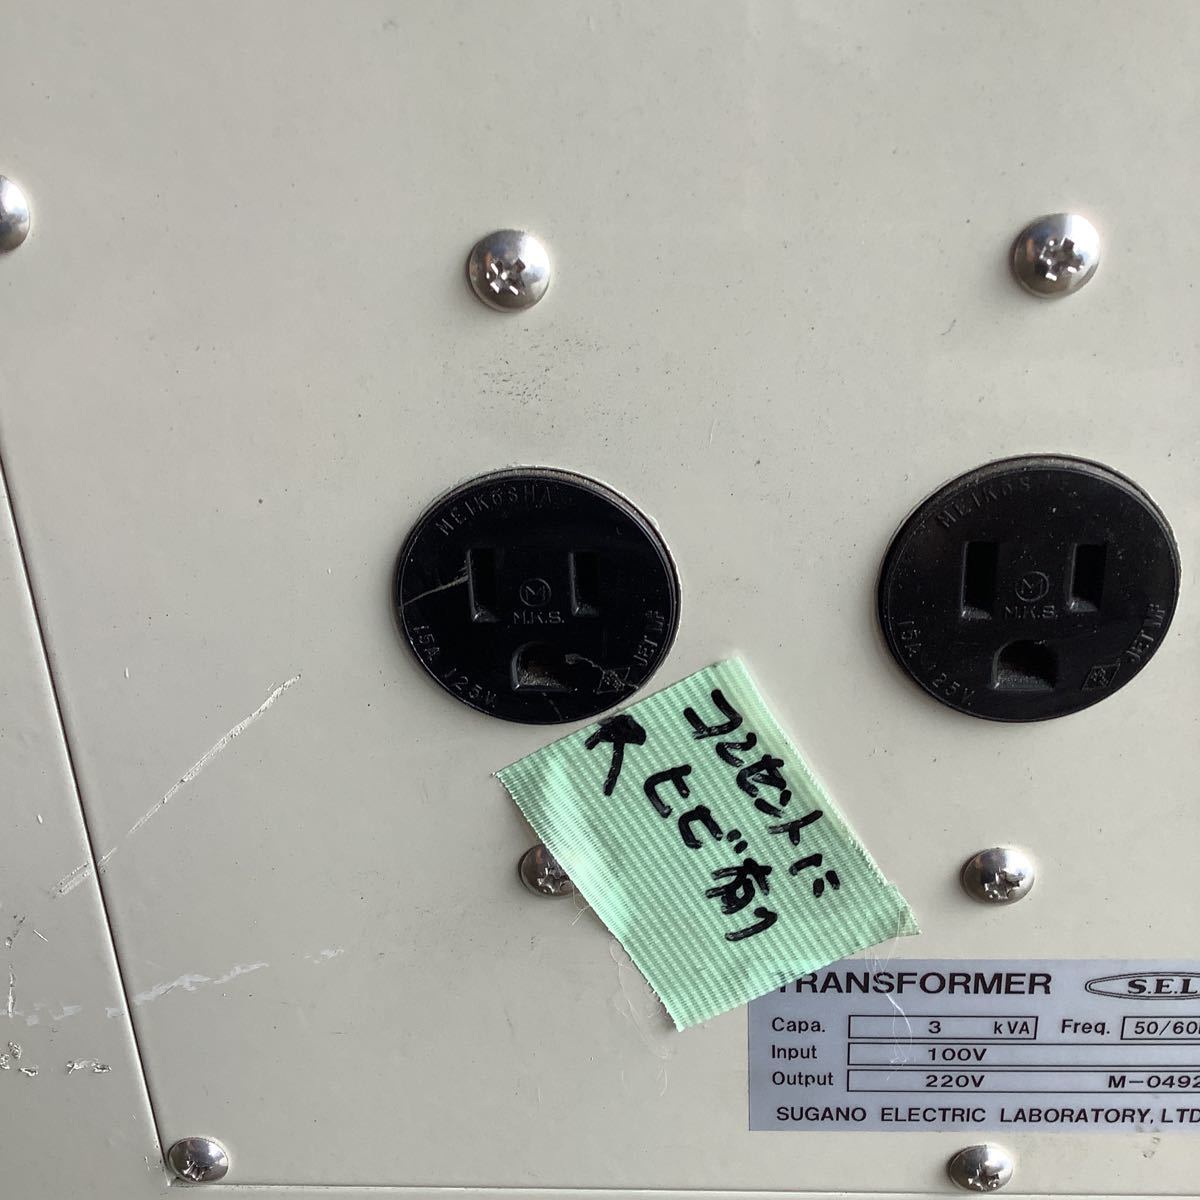 MEIKOSHA
M
M.K.S.
15A 125V.
JET
MEIKOS
M
M.K.S.
15A 125V
JET
コンセントに
ヒビ有り
TRANSFORMER S.E.L
Capa. 3 kVA Freq. 50/60
Input 100V
Output 220V M-0492
SUGANO ELECTRIC LABORATORY, LTD